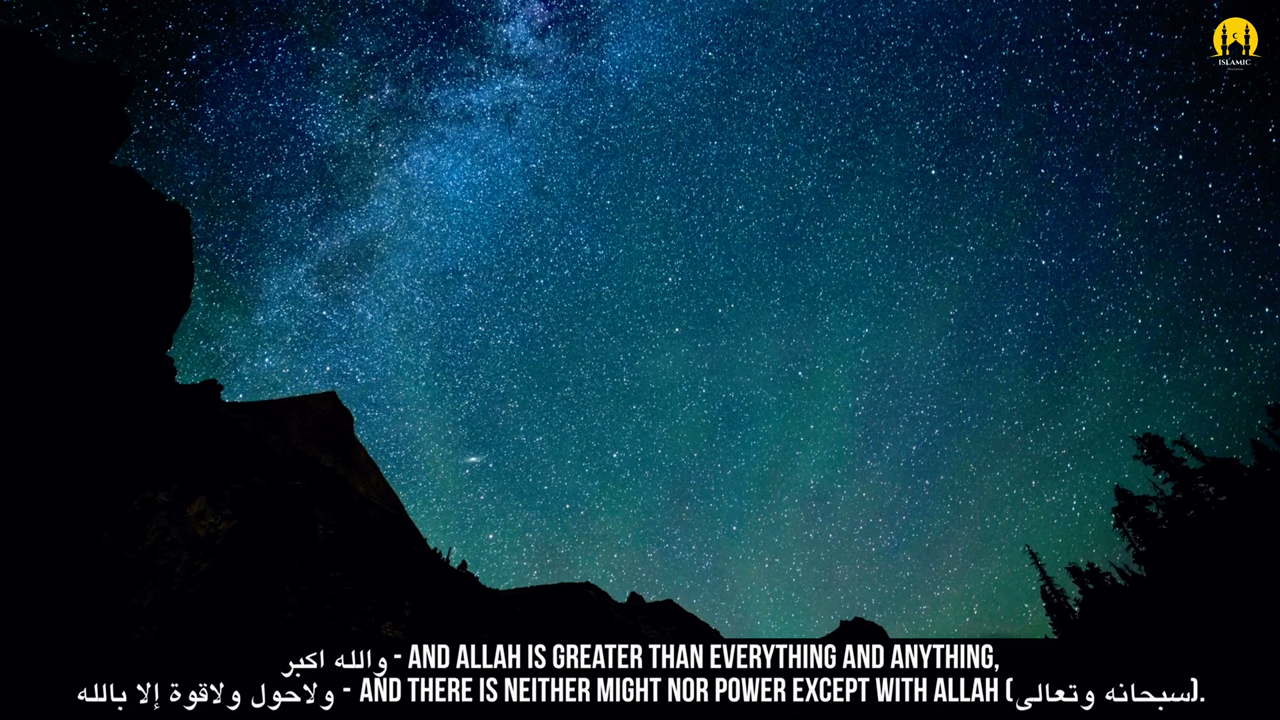 ISLAMIC
والله اكبر - AND ALLAH IS GREATER THAN EVERYTHING AND ANYTHING,
ولاحول ولاقوة إلا بالله - AND THERE IS NEITHER MIGHT NOR POWER EXCEPT WITH ALLAH (سبحانه وتعالى).